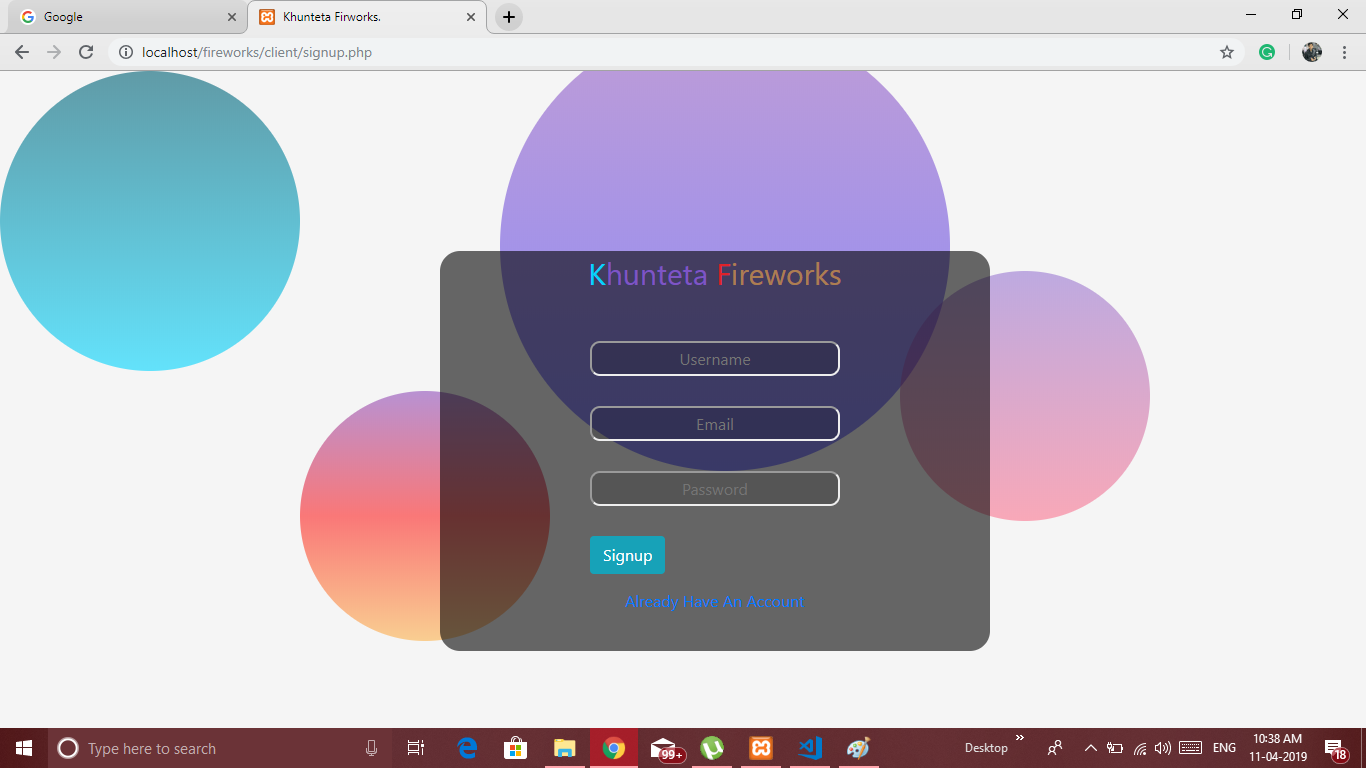 Google
Khunteta Firworks.
localhost/fireworks/client/signup.php
Khunteta Fireworks
Username
Email
Password
Signup
Already Have An Account
Type here to search
99+
Desktop
ENG
10:38 AM
11-04-2019
18